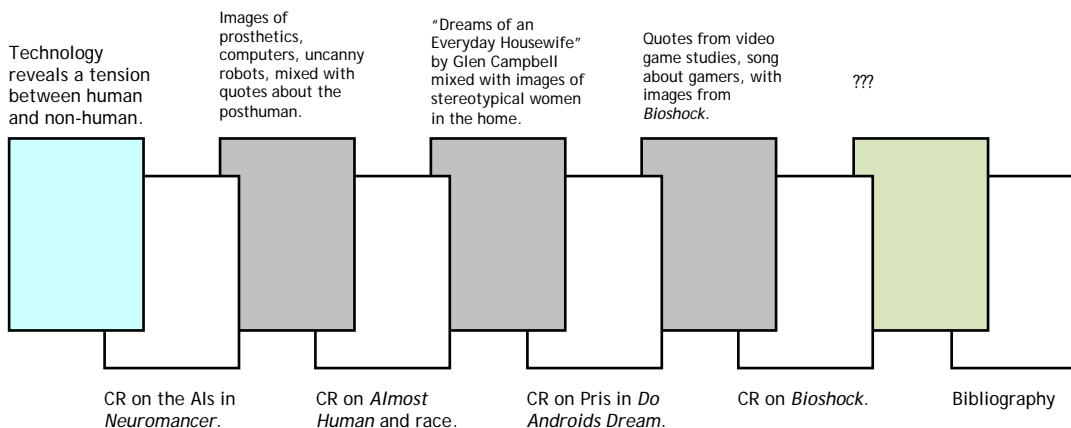 Technology
reveals a tension
between human
and non-human.
Images of
prosthetics,
computers, uncanny
robots, mixed with
quotes about the
posthuman.
“Dreams of an
Everyday Housewife”
by Glen Campbell
mixed with images of
stereotypical women
in the home.
Quotes from video
game studies, song
about gamers, with
images from
Bioshock.
???
CR on the AIs in
Neuromancer.
CR on Almost
Human and race.
CR on Pris in Do
Androids Dream.
CR on Bioshock.
Bibliography